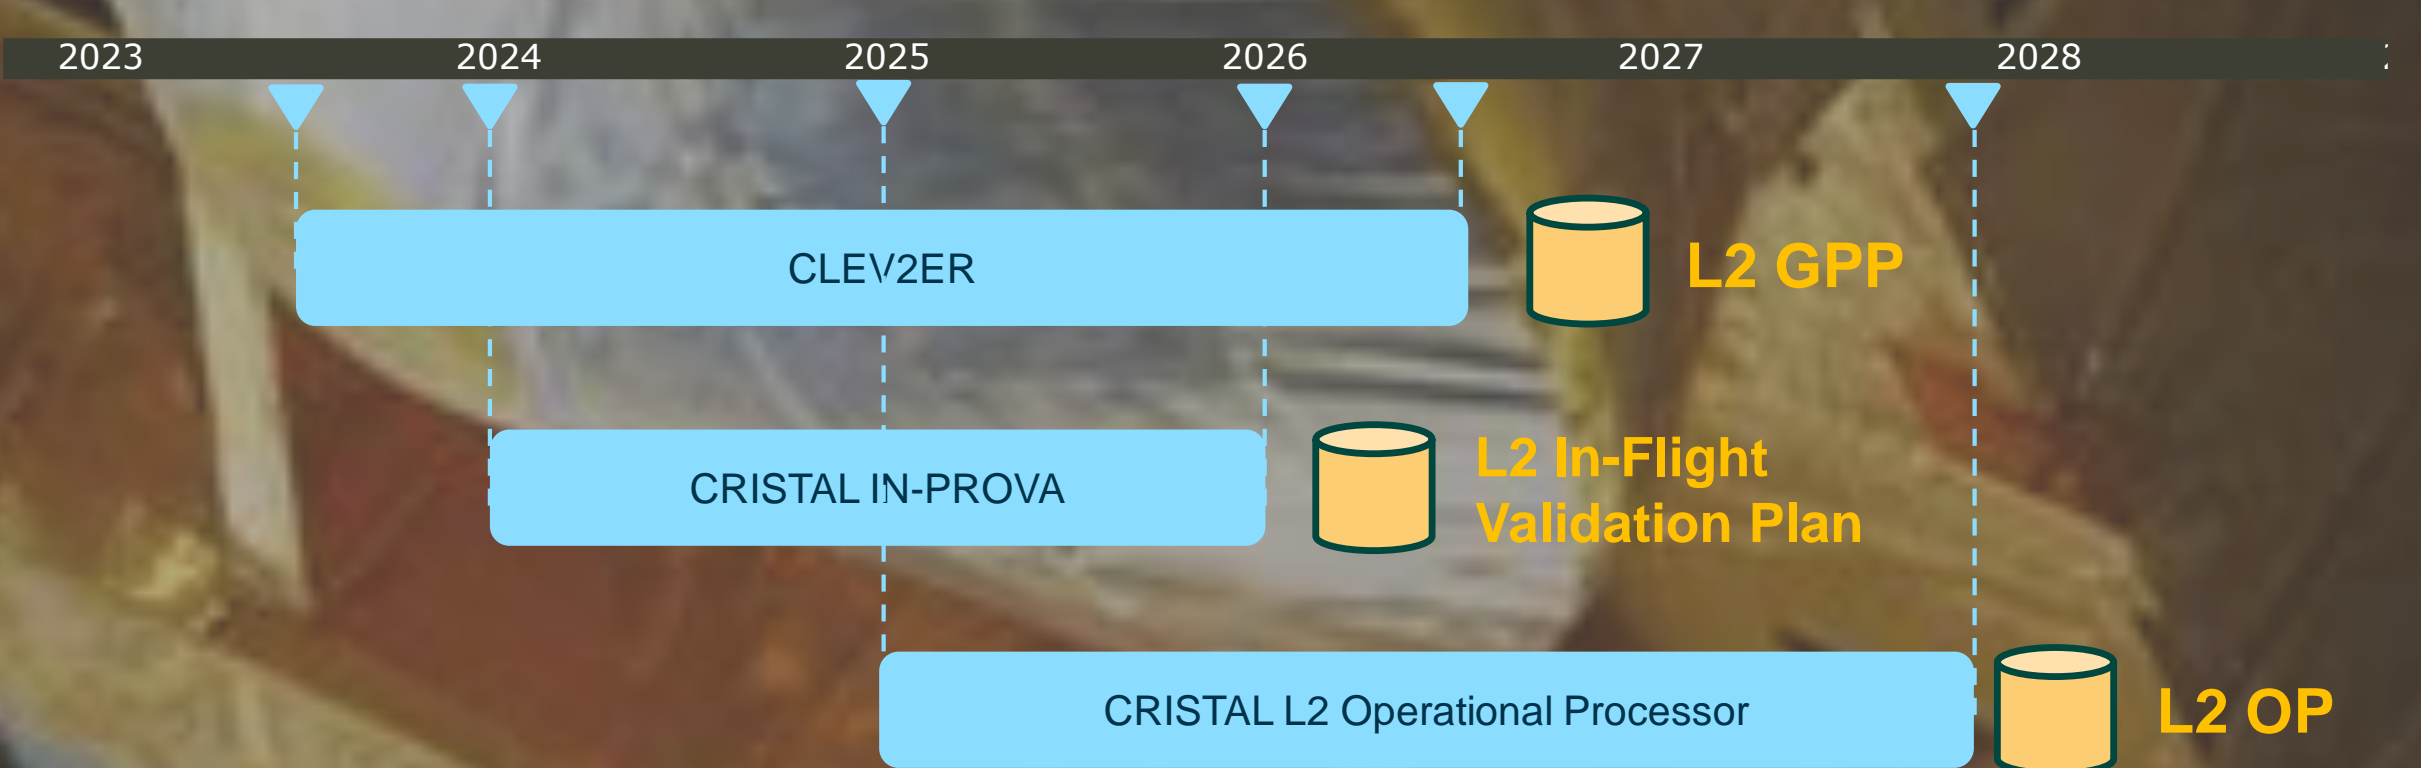 2023 2024 2025 2026 2027 2028
CLEV2ER
L2 GPP
CRISTAL IN-PROVA
L2 In-Flight
Validation Plan
CRISTAL L2 Operational Processor
L2 OP